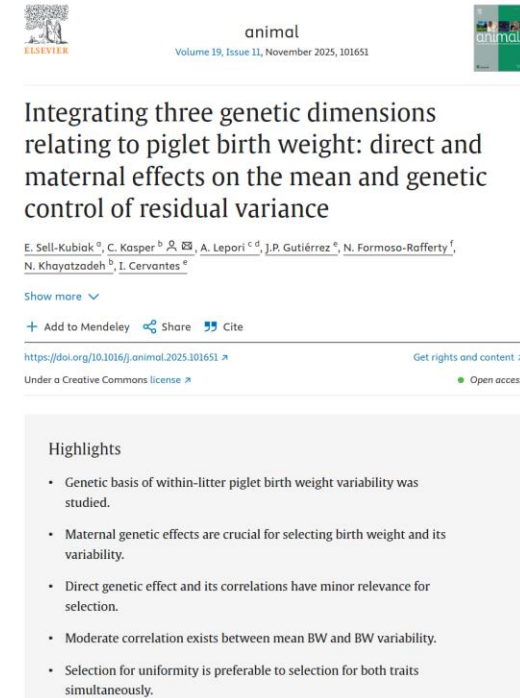 ELSEVIER
animal
Volume 19, Issue 11, November 2025, 101651
animal
Integrating three genetic dimensions
relating to piglet birth weight: direct and
maternal effects on the mean and genetic
control of residual variance
E. Sell-Kubiak a, C. Kasper b, A. Lepori c d, J.P. Gutiérrez e, N. Formoso-Rafferty f,
N. Khayatzadeh b, I. Cervantes e
Show more
Add to Mendeley Share Cite
https://doi.org/10.1016/j.animal.2025.101651
Get rights and content
Under a Creative Commons license
Open acces
Highlights
• Genetic basis of within-litter piglet birth weight variability was
studied.
• Maternal genetic effects are crucial for selecting birth weight and its
variability.
• Direct genetic effect and its correlations have minor relevance for
selection.
• Moderate correlation exists between mean BW and BW variability.
• Selection for uniformity is preferable to selection for both traits
simultaneously.